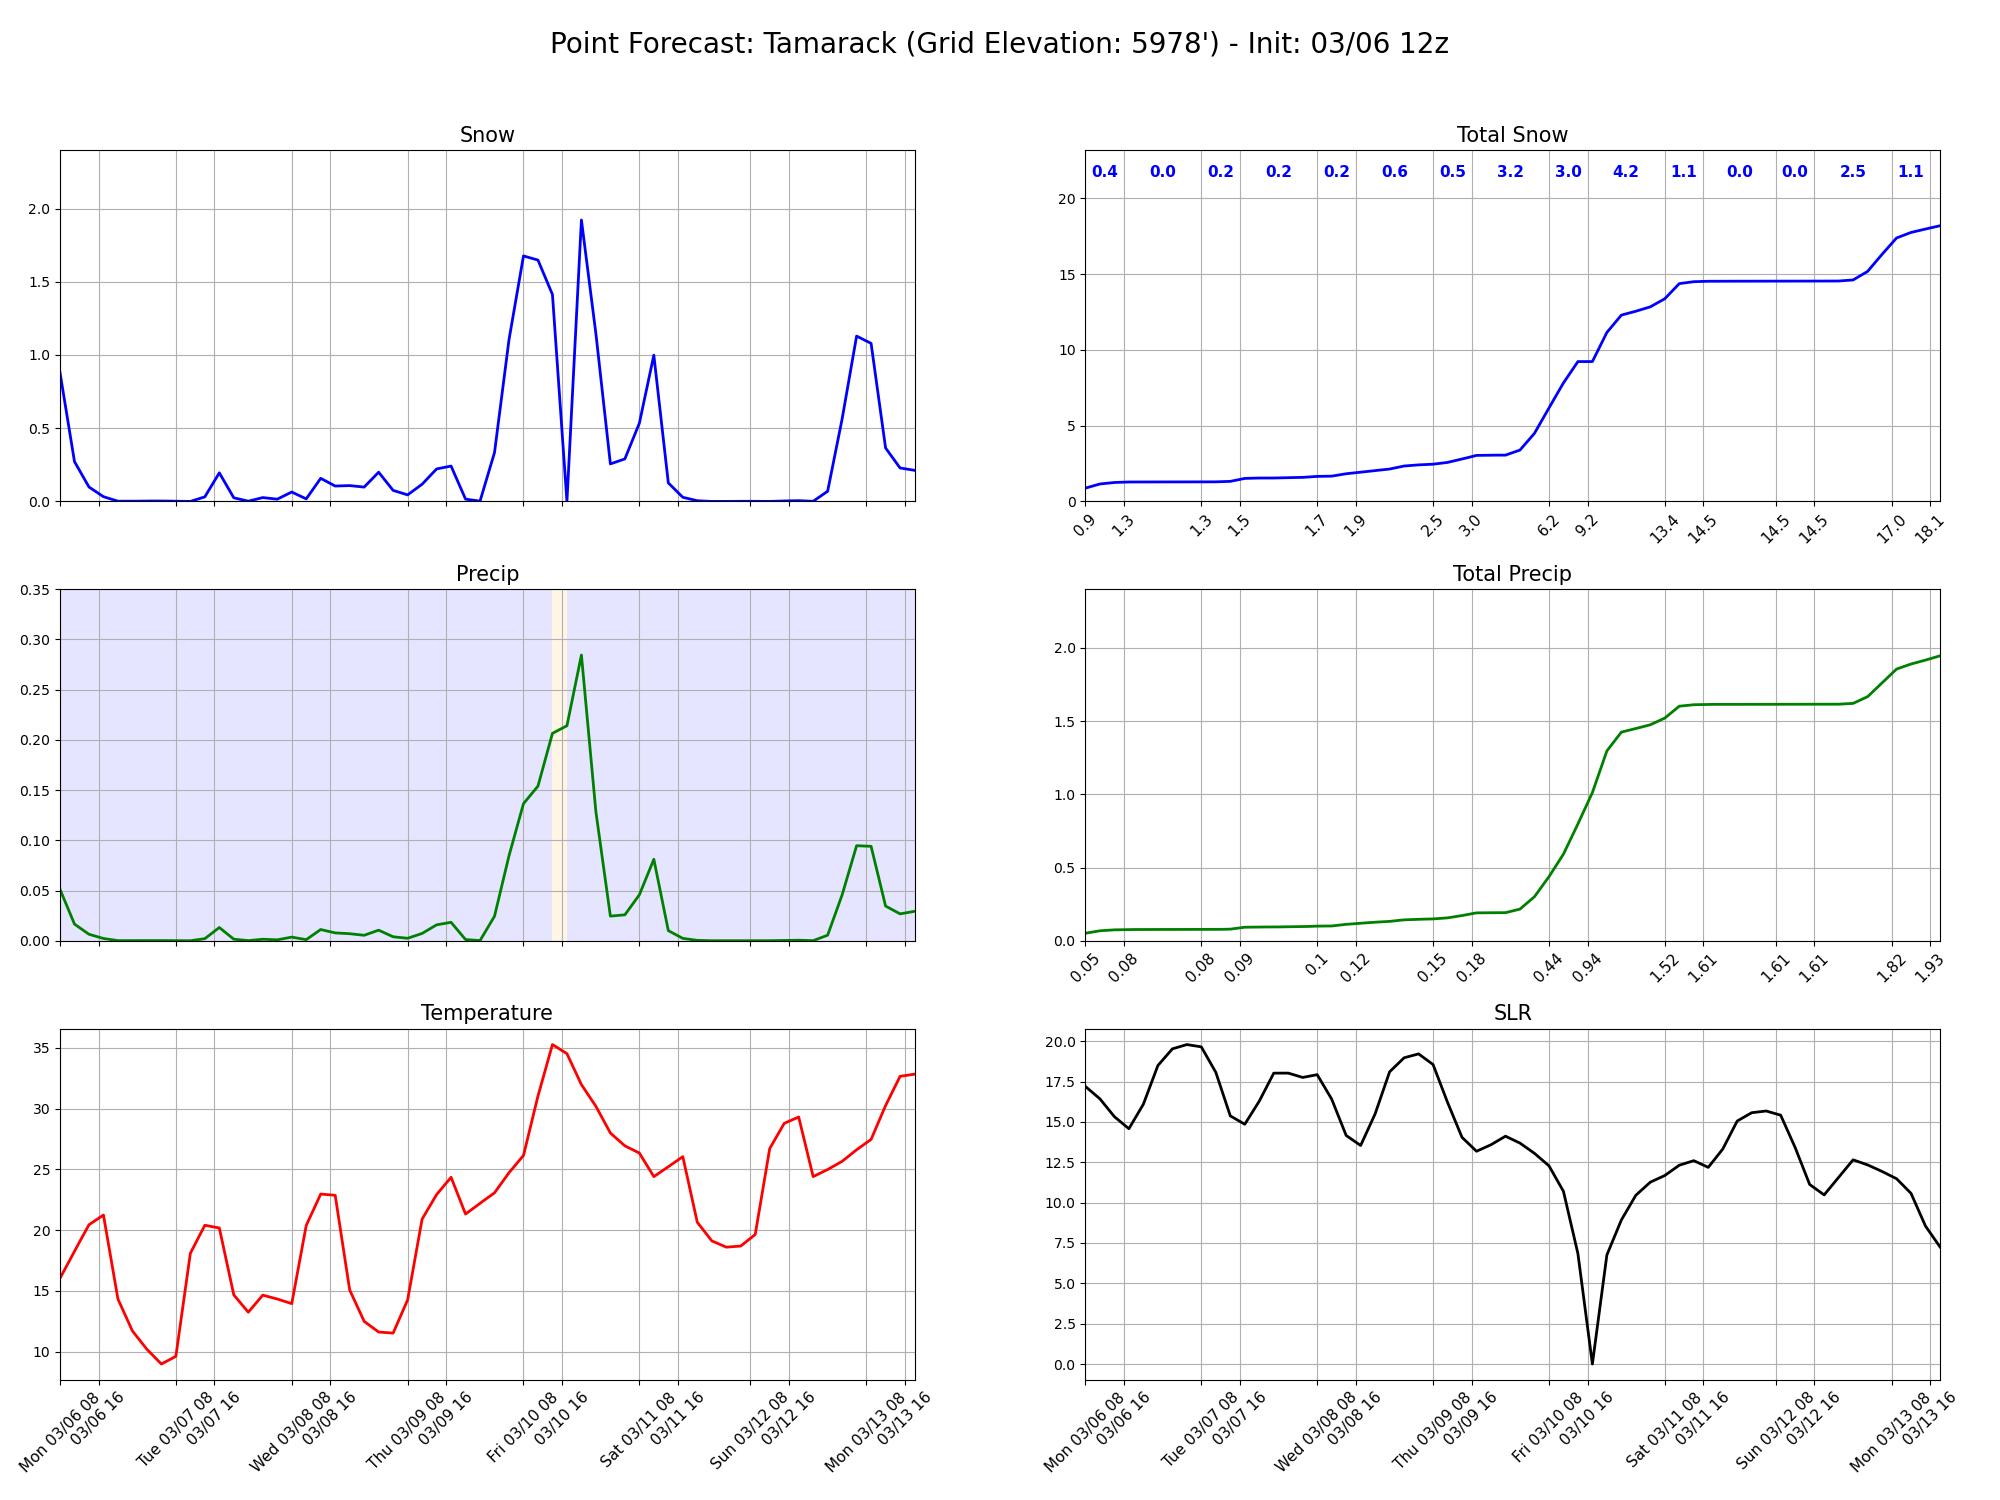 Point Forecast: Tamarack (Grid Elevation: 5978') - Init: 03/06 12z
Snow
2.0
1.5
1.0
0.5
0.0
Total Snow
0.4 0.0 0.2 0.2 0.2 0.6 0.5 3.2 3.0 4.2 1.1 0.0 0.0 2.5 1.1
20
15
10
5
0
0.9 1.3 1.3 1.5 1.7 1.9 2.5 3.0 6.2 9.2 13.4 14.5 14.5 14.5 17.0 18.1
Precip
0.35
0.30
0.25
0.20
0.15
0.10
0.05
0.00
Total Precip
2.0
1.5
1.0
0.5
0.0
0.05 0.08 0.08 0.09 0.1 0.12 0.15 0.18 0.44 0.94 1.52 1.61 1.61 1.61 1.82 1.93
Temperature
35
30
25
20
15
10
Mon 03/06 08
03/06 16
Tue 03/07 08
03/07 16
Wed 03/08 08
03/08 16
Thu 03/09 08
03/09 16
Fri 03/10 08
03/10 16
Sat 03/11 08
03/11 16
Sun 03/12 08
03/12 16
Mon 03/13 08
03/13 16
SLR
20.0
17.5
15.0
12.5
10.0
7.5
5.0
2.5
0.0
Mon 03/06 08
03/06 16
Tue 03/07 08
03/07 16
Wed 03/08 08
03/08 16
Thu 03/09 08
03/09 16
Fri 03/10 08
03/10 16
Sat 03/11 08
03/11 16
Sun 03/12 08
03/12 16
Mon 03/13 08
03/13 16